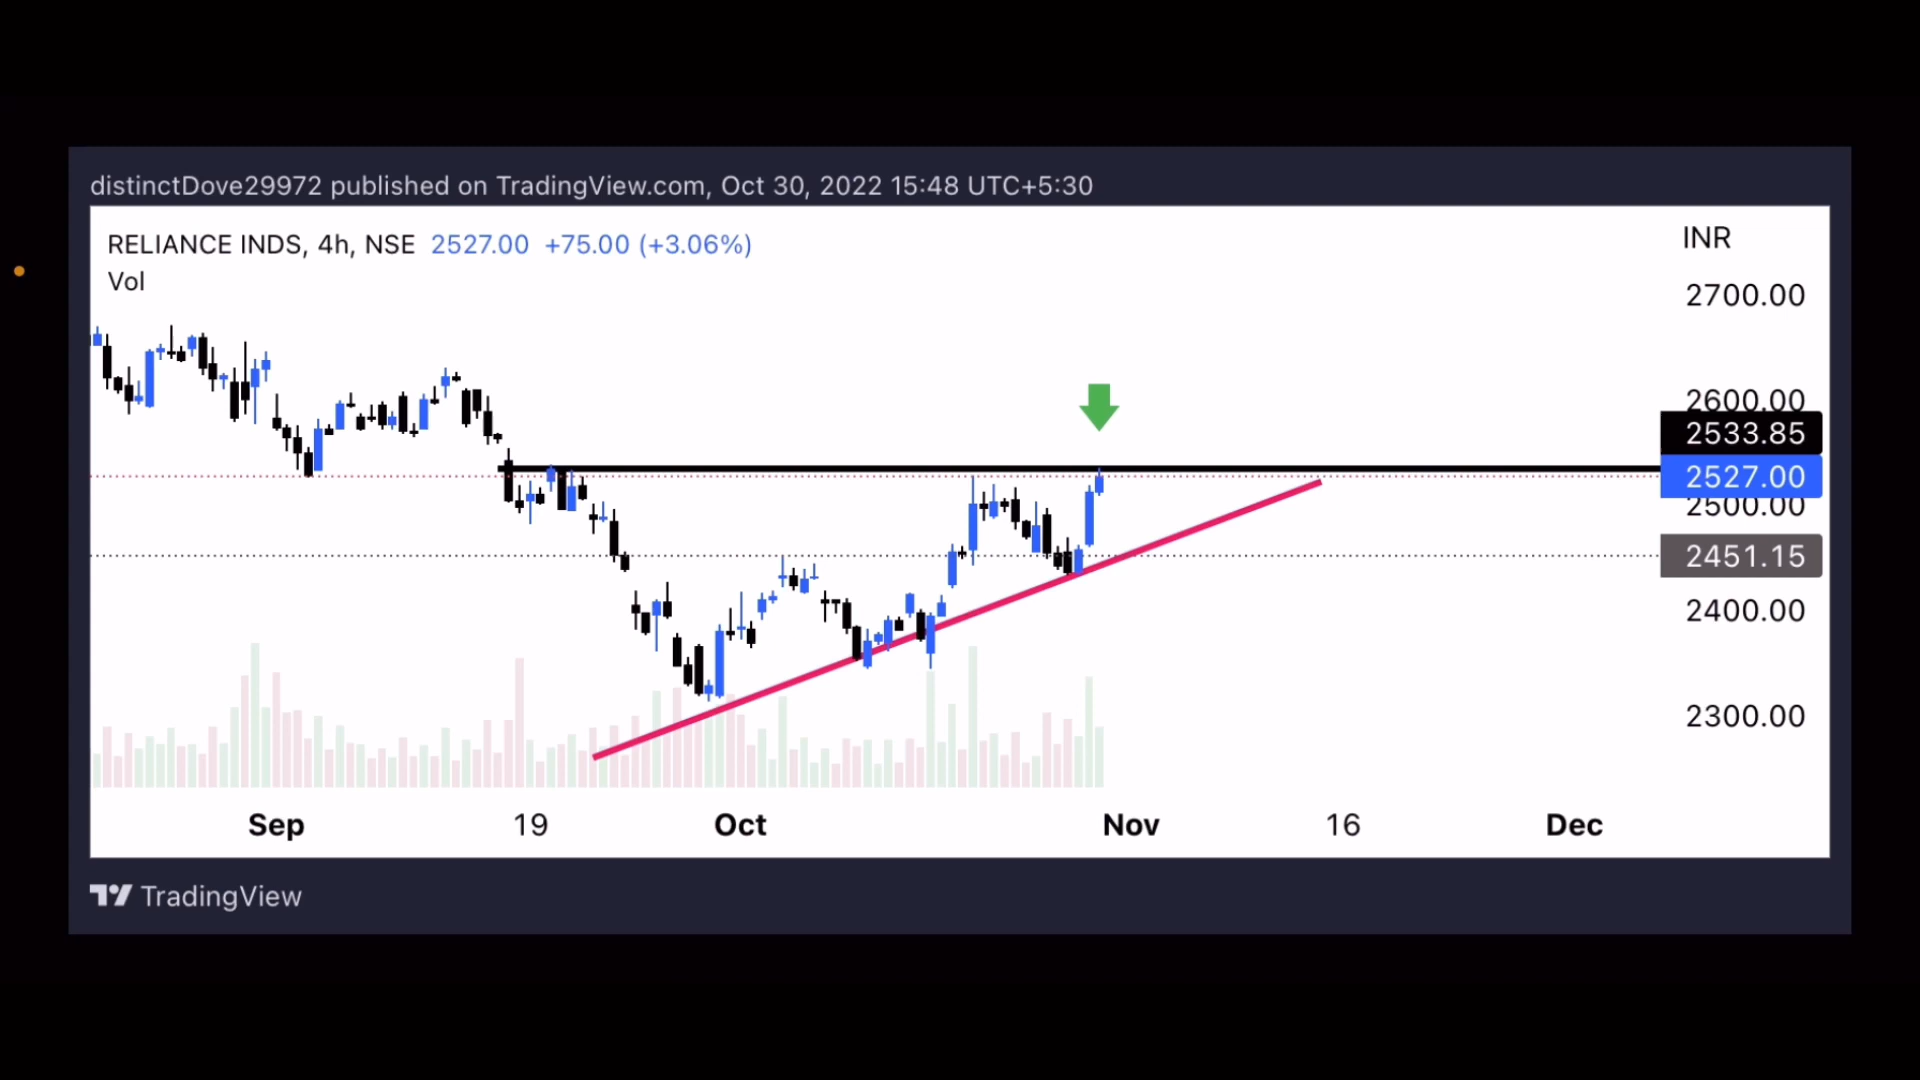 distinctDove29972 published on TradingView.com, Oct 30, 2022 15:48 UTC+5:30
RELIANCE INDS, 4h, NSE 2527.00 +75.00 (+3.06%)
Vol
INR
2700.00
2600.00
2533.85
2527.00
2500.00
2451.15
2400.00
2300.00
Sep 19 Oct Nov 16 Dec
TradingView